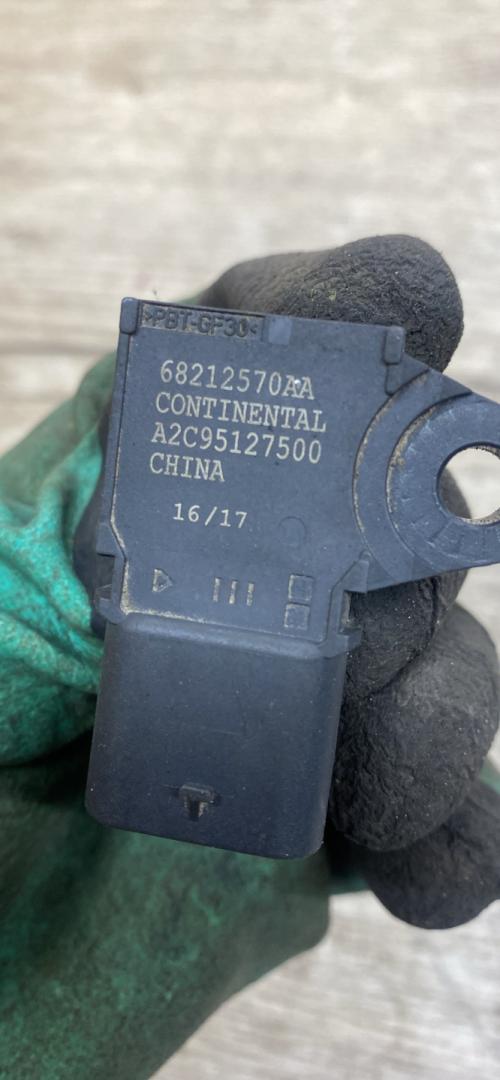 >PBT-GF30<
68212570AA
CONTINENTAL
A2C95127500
CHINA
16/17